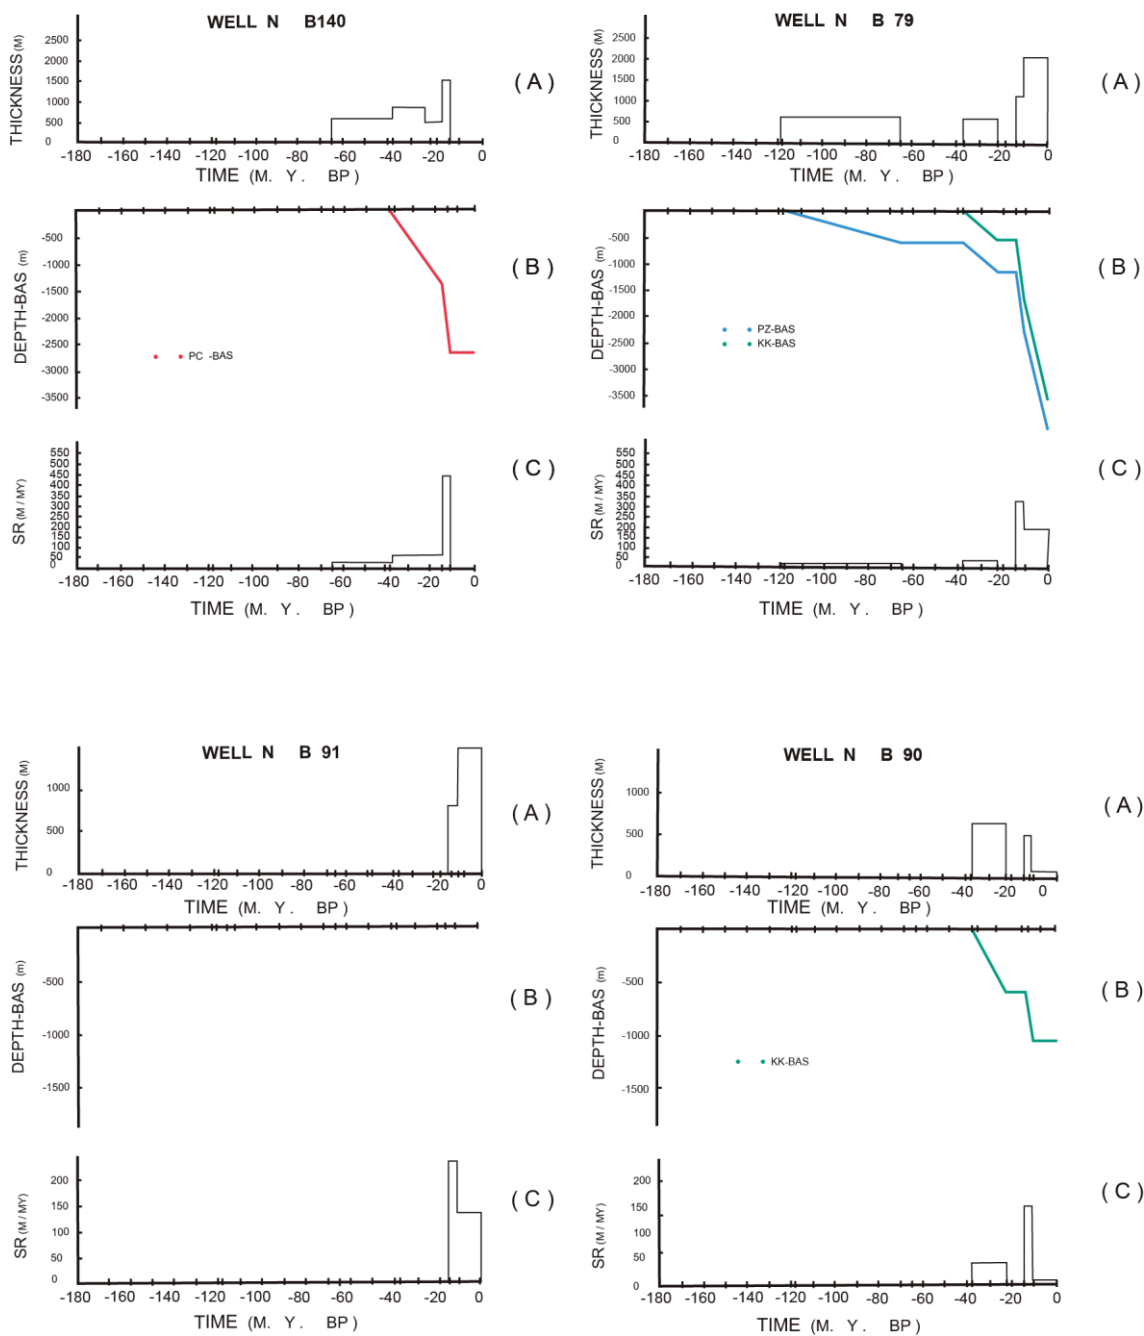 WELL N B140
THICKNESS (M)
2500
2000
1500
1000
500
0
-180 -160 -140 -120 -100 -80 -60 -40 -20 0
TIME (M. Y. BP)
(A)
DEPTH-BAS (m)
-500
-1000
-1500
-2000
-2500
-3000
-3500
PC -BAS
(B)
SR (M / MY)
550
500
450
400
350
300
250
200
150
100
50
0
-180 -160 -140 -120 -100 -80 -60 -40 -20 0
TIME (M. Y. BP)
(C)
WELL N B 79
THICKNESS (M)
2500
2000
1500
1000
500
0
-180 -160 -140 -120 -100 -80 -60 -40 -20 0
TIME (M. Y. BP)
(A)
DEPTH-BAS (m)
-500
-1000
-1500
-2000
-2500
-3000
-3500
PZ-BAS
KK-BAS
(B)
SR (M / MY)
550
500
450
400
350
300
250
200
150
100
50
0
-180 -160 -140 -120 -100 -80 -60 -40 -20 0
TIME (M. Y. BP)
(C)
WELL N B 91
THICKNESS (M)
1000
500
0
-180 -160 -140 -120 -100 -80 -60 -40 -20 0
TIME (M. Y. BP)
(A)
DEPTH-BAS (m)
-500
-1000
-1500
(B)
SR (M / MY)
200
150
100
50
0
-180 -160 -140 -120 -100 -80 -60 -40 -20 0
TIME (M. Y. BP)
(C)
WELL N B 90
THICKNESS (M)
1000
500
0
-180 -160 -140 -120 -100 -80 -60 -40 -20 0
TIME (M. Y. BP)
(A)
DEPTH-BAS (m)
-500
-1000
-1500
KK-BAS
(B)
SR (M / MY)
200
150
100
50
0
-180 -160 -140 -120 -100 -80 -60 -40 -20 0
TIME (M. Y. BP)
(C)